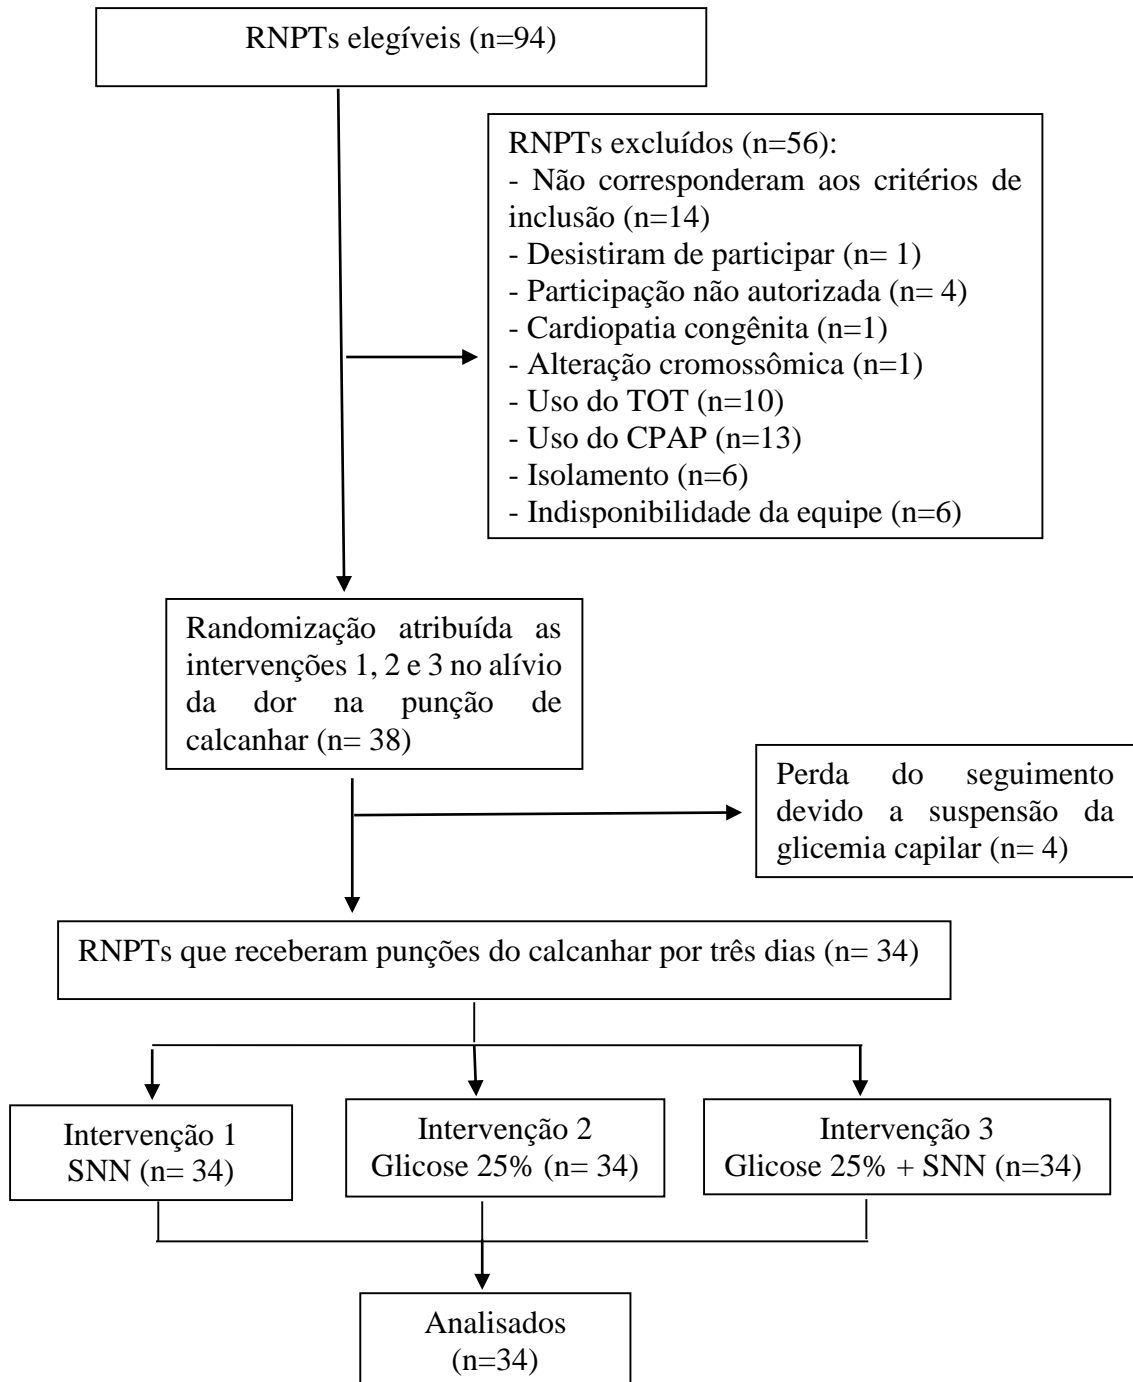 RNPTs elegíveis (n=94)
RNPTs excluídos (n=56):
- Não corresponderam aos critérios de
inclusão (n=14)
- Desistiram de participar (n= 1)
- Participação não autorizada (n= 4)
- Cardiopatia congênita (n=1)
- Alteração cromossômica (n=1)
- Uso do TOT (n=10)
- Uso do CPAP (n=13)
- Isolamento (n=6)
- Indisponibilidade da equipe (n=6)
Randomização atribuída as
intervenções 1, 2 e 3 no alívio
da dor na punção de
calcanhar (n= 38)
Perda do seguimento
devido a suspensão da
glicemia capilar (n= 4)
RNPTs que receberam punções do calcanhar por três dias (n= 34)
Intervenção 1
SNN (n= 34)
Intervenção 2
Glicose 25% (n= 34)
Intervenção 3
Glicose 25% + SNN (n=34)
Analisados
(n=34)